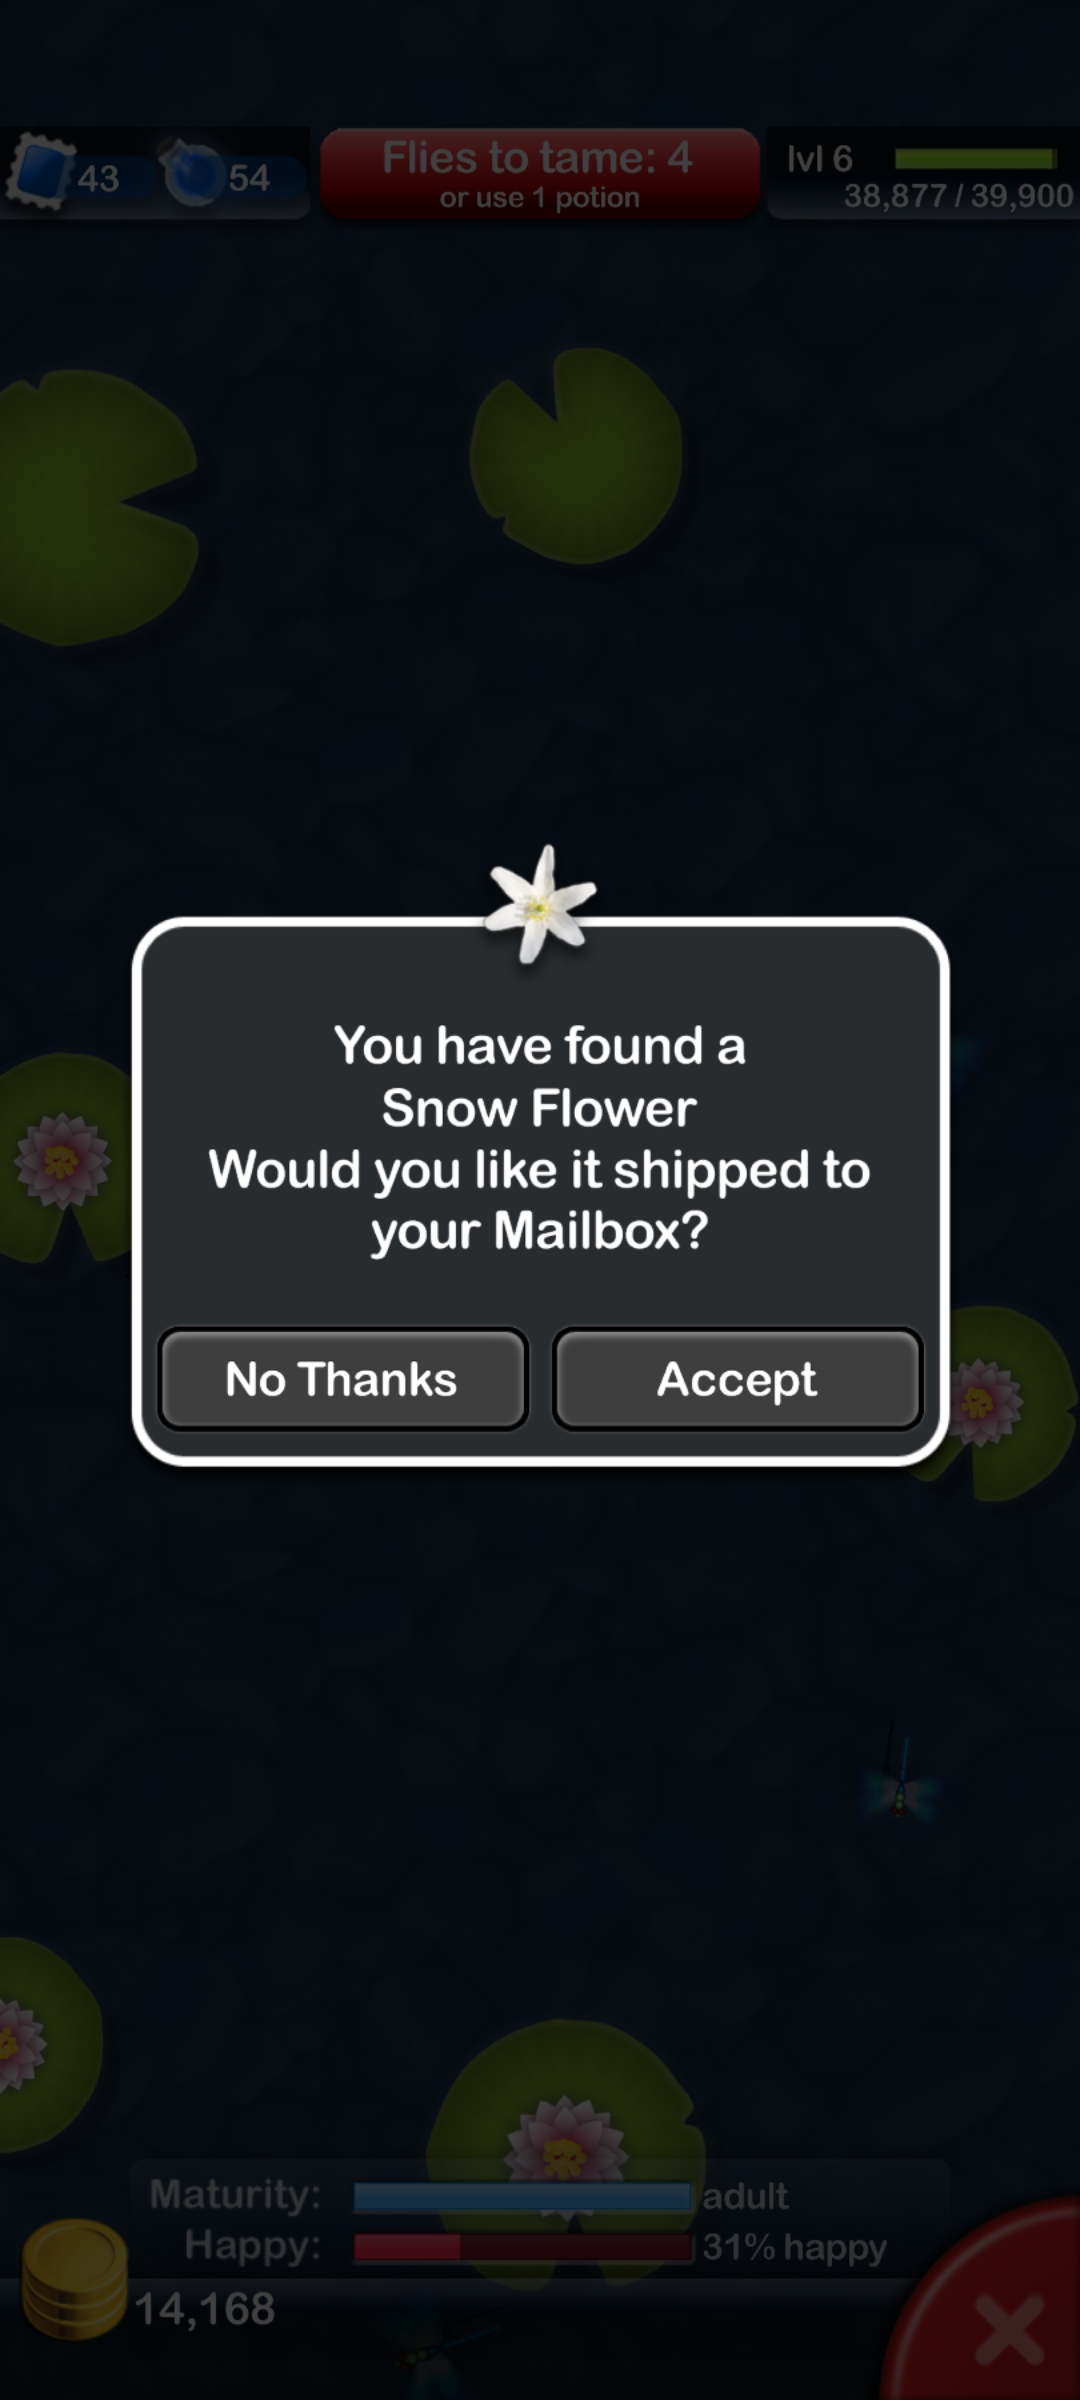 43
54
Flies to tame: 4
or use 1 potion
lvl 6
38,877 / 39,900
You have found a
Snow Flower
Would you like it shipped to
your Mailbox?
No Thanks
Accept
Maturity:
adult
Happy:
31% happy
14,168